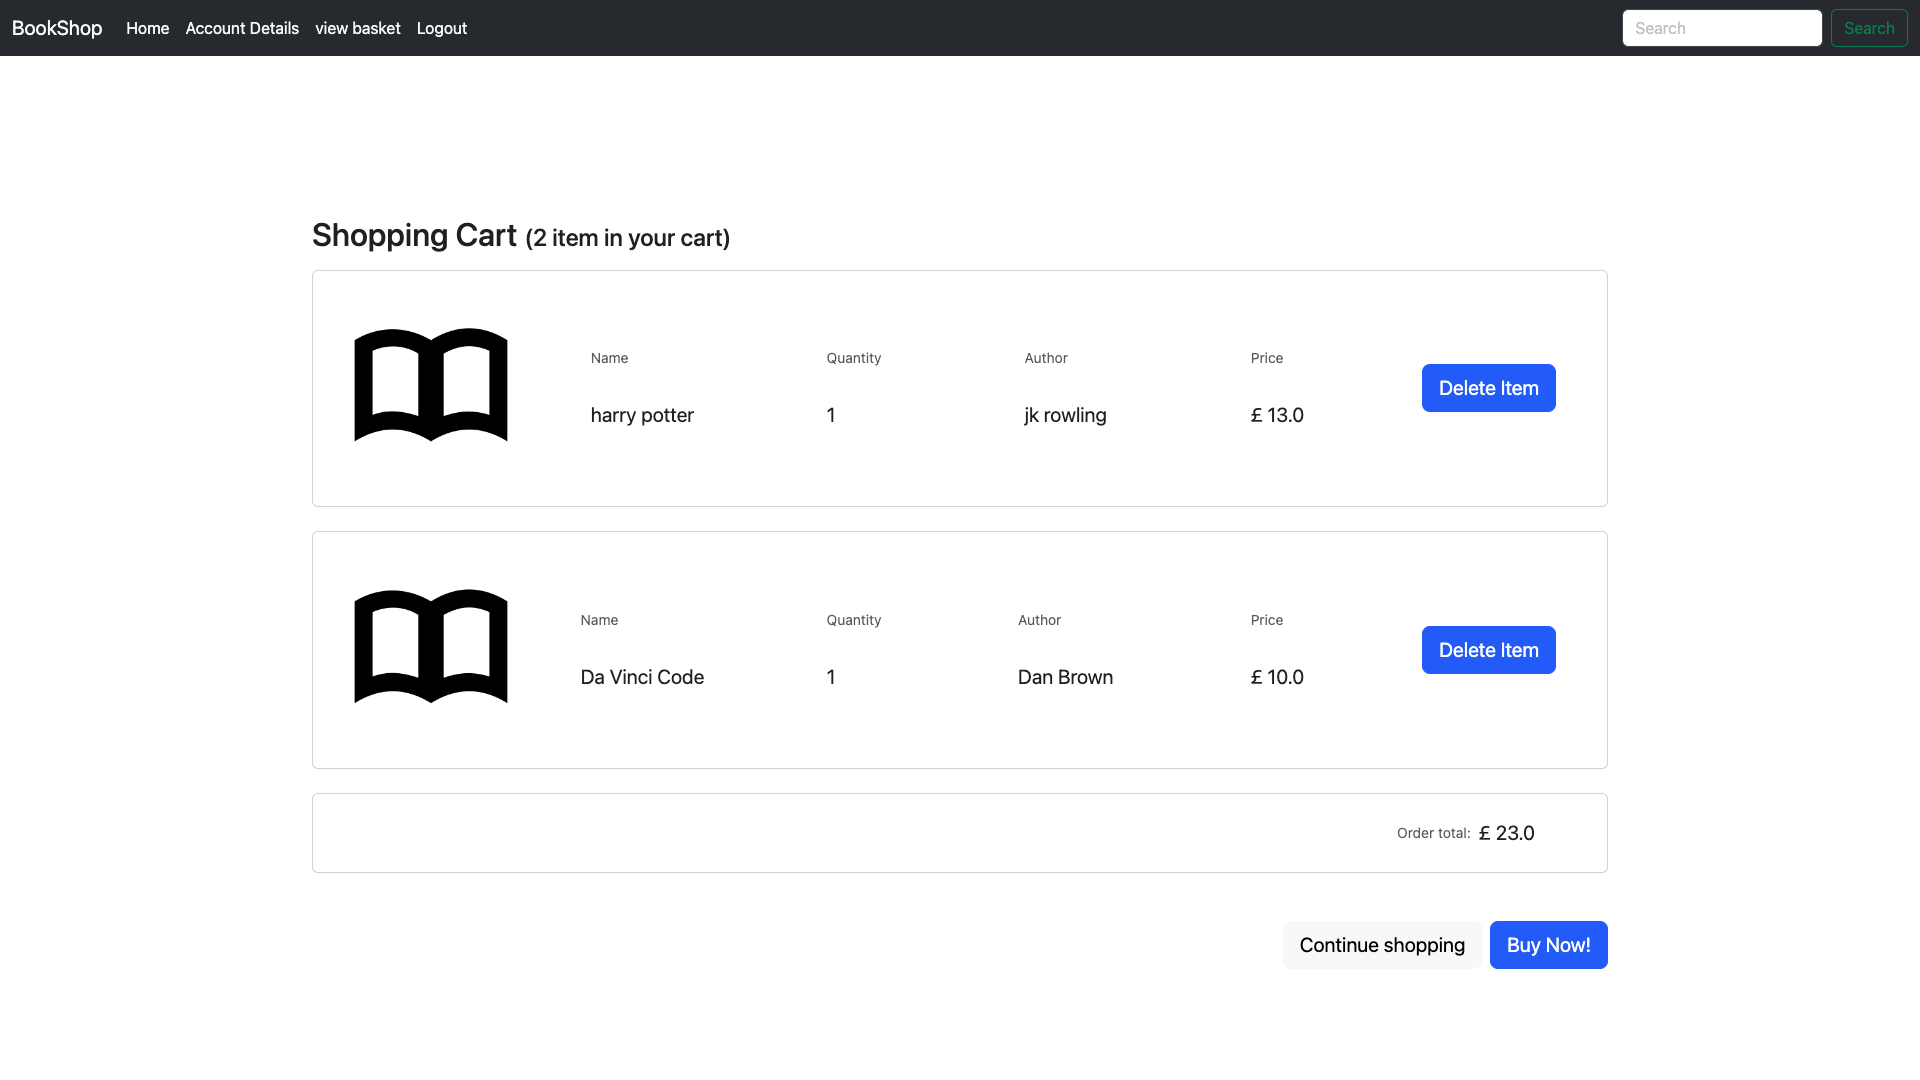 BookShop Home Account Details view basket Logout Search Search
Shopping Cart (2 item in your cart)
Name Quantity Author Price
harry potter 1 jk rowling £ 13.0
Delete Item
Name Quantity Author Price
Da Vinci Code 1 Dan Brown £ 10.0
Delete Item
Order total: £ 23.0
Continue shopping Buy Now!